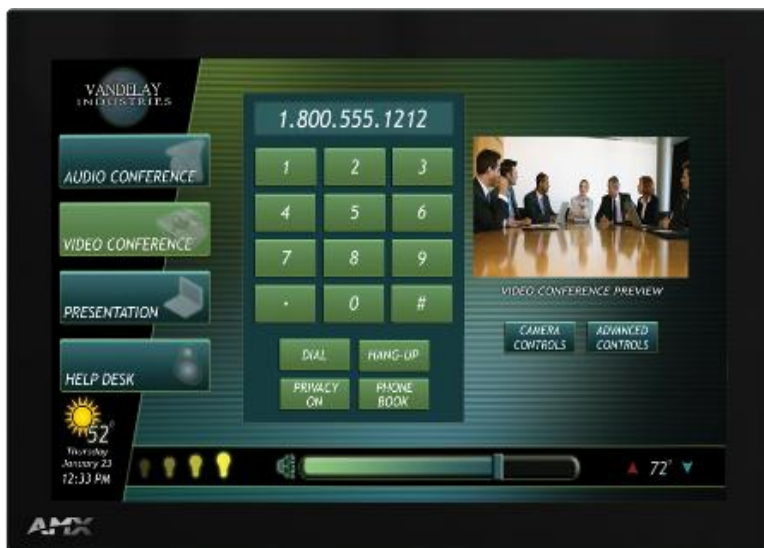 VANDELAY
INDUSTRIES
AUDIO CONFERENCE
VIDEO CONFERENCE
PRESENTATION
HELP DESK
52°
Thursday
January 23
12:33 PM
1.800.555.1212
1 2 3
4 5 6
7 8 9
· 0 #
DIAL HANG-UP
PRIVACY
ON
PHONE
BOOK
VIDEO CONFERENCE PREVIEW
CAMERA
CONTROLS
ADVANCED
CONTROLS
72°
AMX